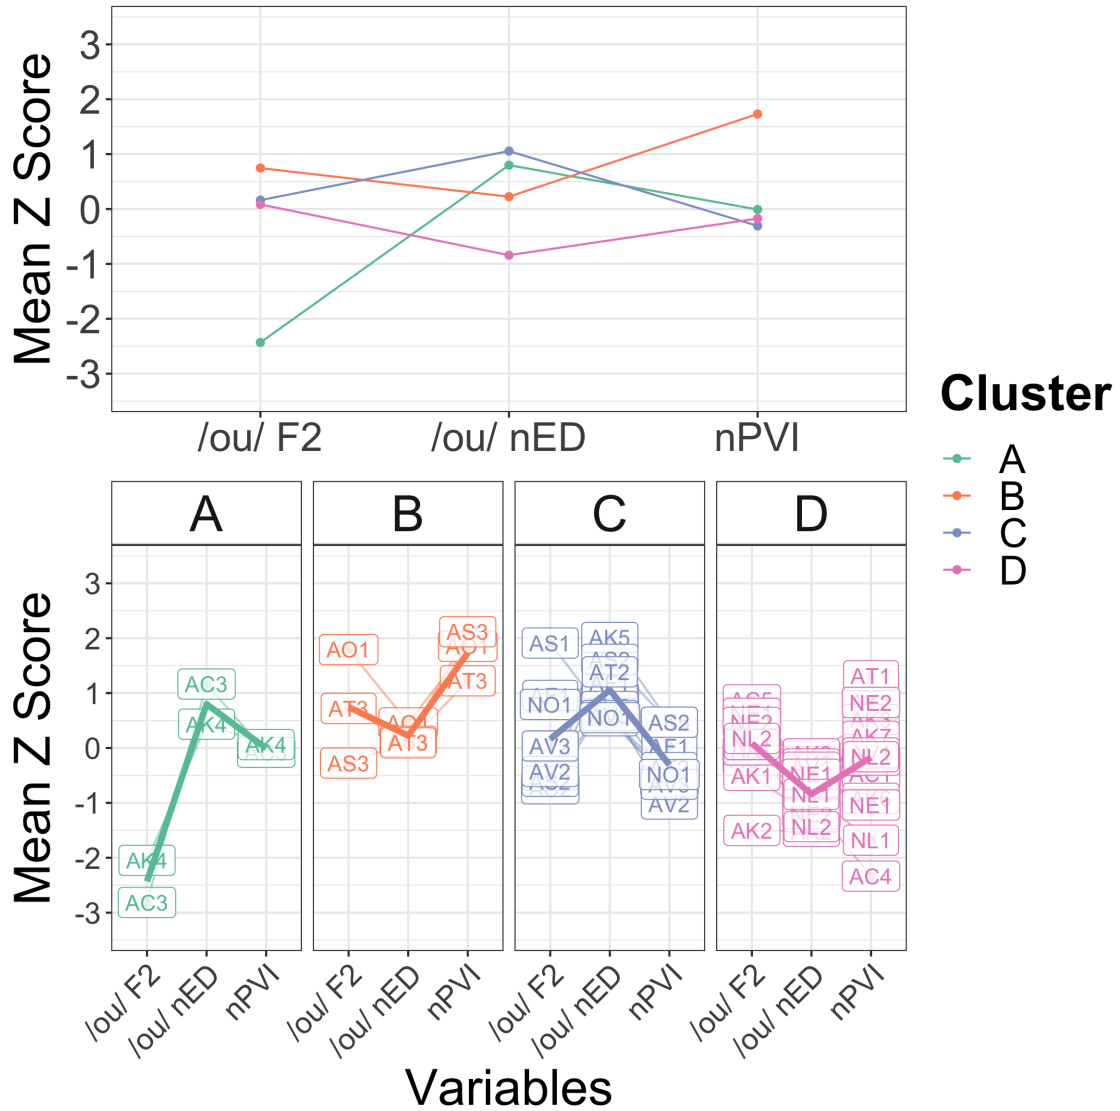 Mean Z Score
3
2
1
0
-1
-2
-3
/ou/ F2 /ou/ nED nPVI
Cluster
A
B
C
D
A B C D
Mean Z Score
3
2
1
0
-1
-2
-3
AC3
AK4
AK4
AK4
AC3
AO1
AT3
AS3
AO1
AT3
AS3
AO1
AT3
AS1
NO1
AV3
AV2
AK5
AT2
NO1
AS2
NO1
AV2
NL2
AK1
AK2
NE1
NL1
NL2
AT1
NE2
NL2
NE1
NL1
AC4
/ou/ F2 /ou/ nED nPVI /ou/ F2 /ou/ nED nPVI /ou/ F2 /ou/ nED nPVI /ou/ F2 /ou/ nED nPVI
Variables